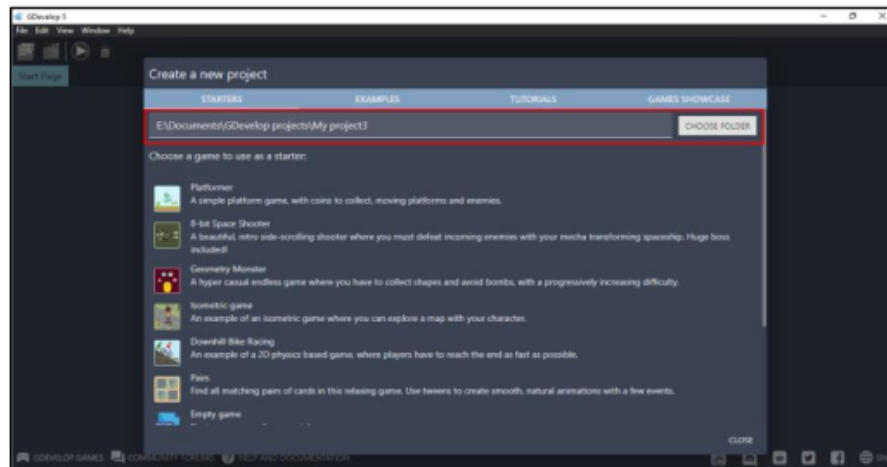 GDevelop 5
File Edit View Window Help
Start Page
Create a new project
STARTERS EXAMPLES TUTORIALS GAMES SHOWCASE
E:\Documents\GDevelop projects\My project3 CHOOSE FOLDER
Choose a game to use as a starter:
Platformer
A simple platform game, with coins to collect, moving platforms and enemies.
8-bit Space Shooter
A beautiful, retro side-scrolling shooter where you must defeat incoming enemies with your mecha transforming spaceship. Huge boss
included!
Geometry Monster
A hyper casual endless game where you have to collect shapes and avoid bombs, with a progressively increasing difficulty.
Isometric game
An example of an isometric game where you can explore a map with your character.
Downhill Bike Racing
An example of a 2D physics based game, where players have to reach the end as fast as possible.
Pairs
Find all matching pairs of cards in this relaxing game. Use tweens to create smooth, natural animations with a few events.
Empty game
CLOSE
GDEVELOP GAMES COMMUNITY FORUMS HELP AND DOCUMENTATION